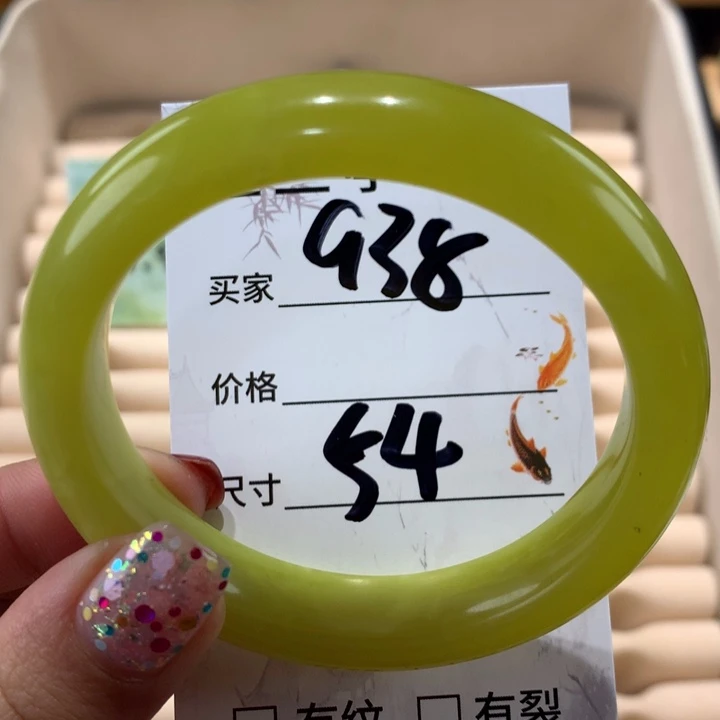 买家 938
价格
尺寸 54
有纹 有裂